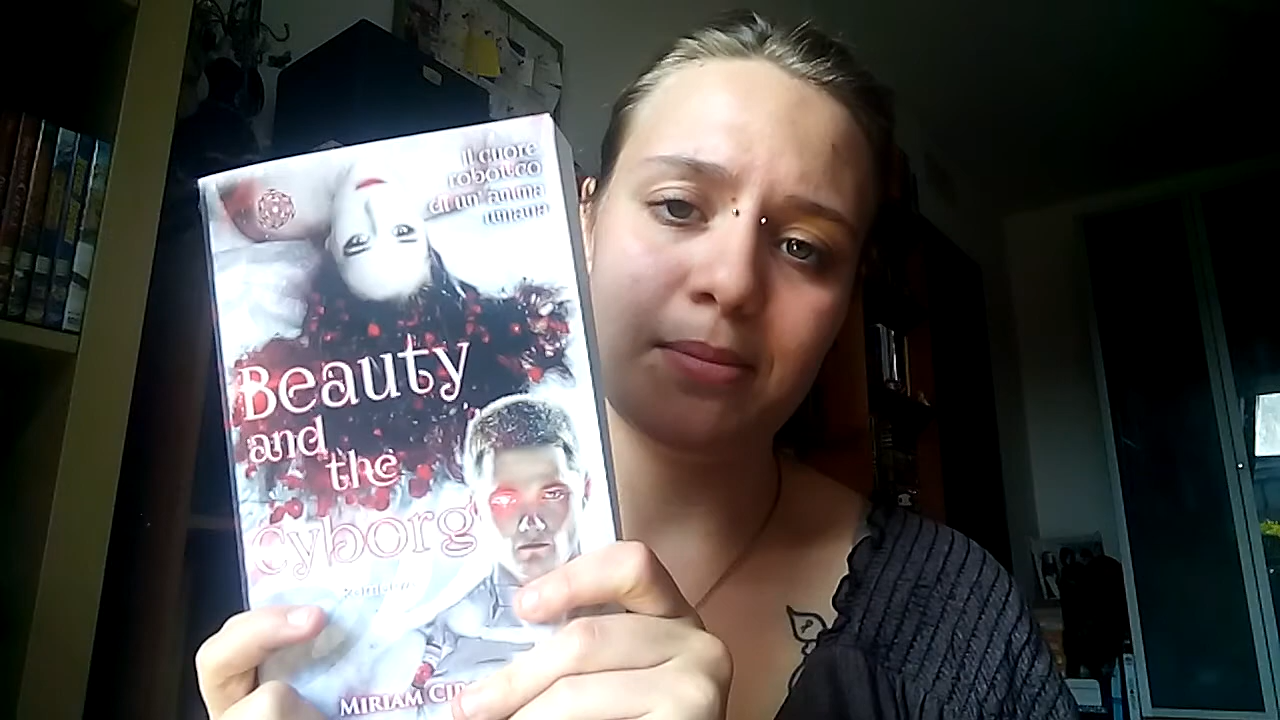 il cuore
robotico
di un'anima
umana
Beauty
and
the
Cyborg
MIRIAM